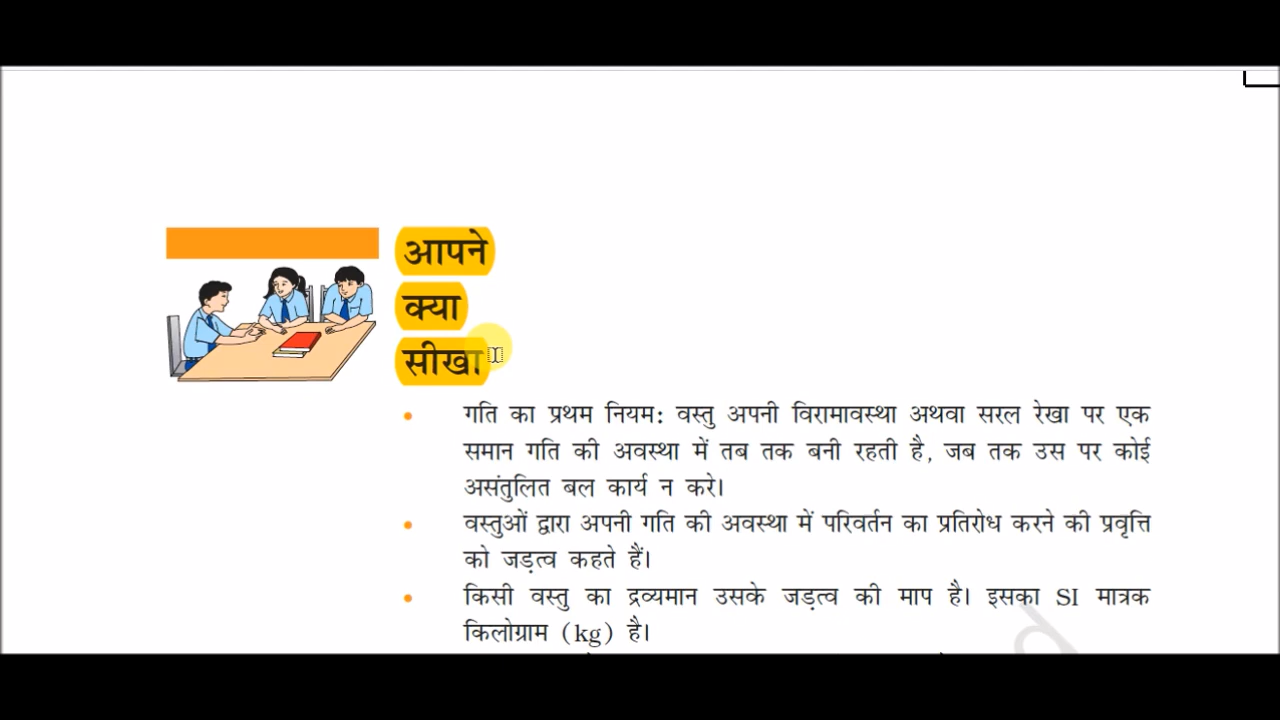 आपने
क्या
सीखा
• गति का प्रथम नियम: वस्तु अपनी विरामावस्था अथवा सरल रेखा पर एक
समान गति की अवस्था में तब तक बनी रहती है, जब तक उस पर कोई
असंतुलित बल कार्य न करे।
• वस्तुओं द्वारा अपनी गति की अवस्था में परिवर्तन का प्रतिरोध करने की प्रवृत्ति
को जड़त्व कहते हैं।
• किसी वस्तु का द्रव्यमान उसके जड़त्व की माप है। इसका SI मात्रक
किलोग्राम (kg) है।